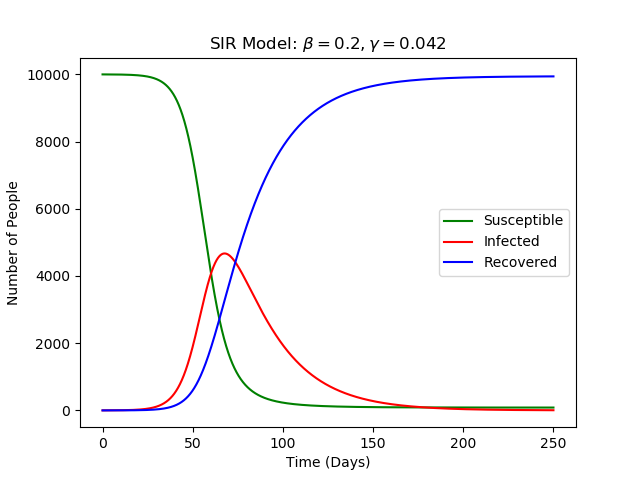 SIR Model: β = 0.2, γ = 0.042
10000
8000
6000
4000
2000
0
Number of People
Susceptible
Infected
Recovered
0 50 100 150 200 250
Time (Days)